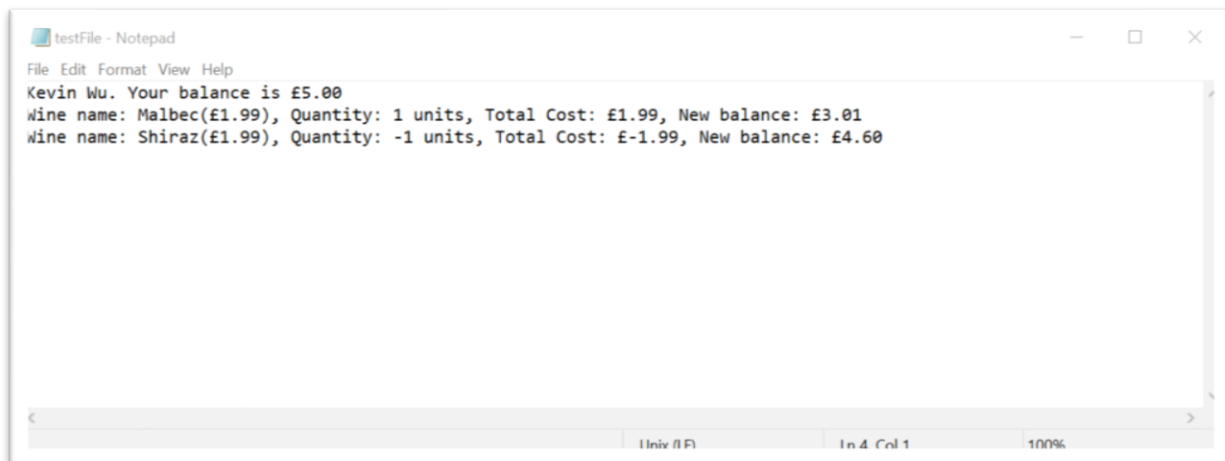 testFile - Notepad
File Edit Format View Help
Kevin Wu. Your balance is £5.00
Wine name: Malbec(£1.99), Quantity: 1 units, Total Cost: £1.99, New balance: £3.01
Wine name: Shiraz(£1.99), Quantity: -1 units, Total Cost: £-1.99, New balance: £4.60
Unix (LF) Ln 4, Col 1 100%